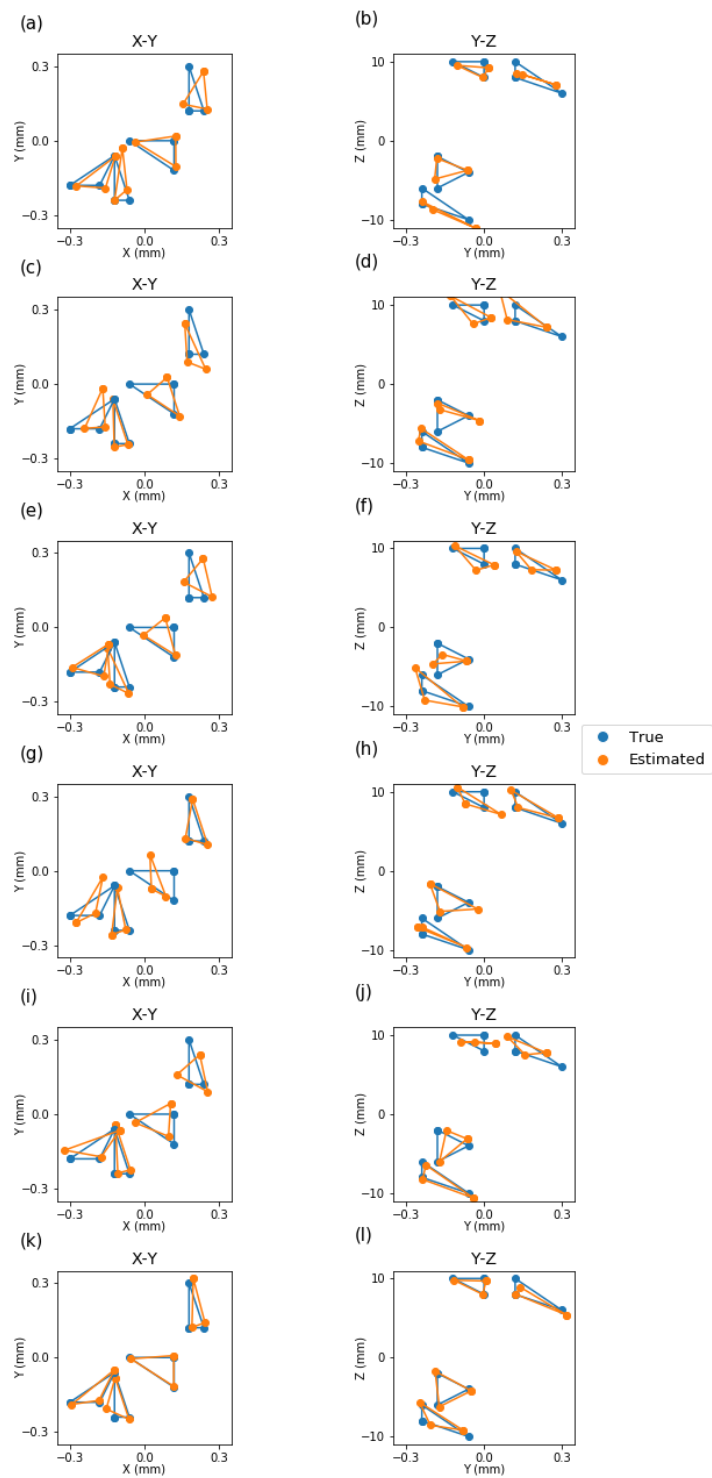 (a) (b)
X-Y Y-Z
Y (mm) Z (mm)
0.3 10
0.0 0
−0.3 −10
−0.3 0.0 0.3 −0.3 0.0 0.3
X (mm) Y (mm)
(c) (d)
X-Y Y-Z
Y (mm) Z (mm)
0.3 10
0.0 0
−0.3 −10
−0.3 0.0 0.3 −0.3 0.0 0.3
X (mm) Y (mm)
(e) (f)
X-Y Y-Z
Y (mm) Z (mm)
0.3 10
0.0 0
−0.3 −10
−0.3 0.0 0.3 −0.3 0.0 0.3
X (mm) Y (mm)
True
Estimated
(g) (h)
X-Y Y-Z
Y (mm) Z (mm)
0.3 10
0.0 0
−0.3 −10
−0.3 0.0 0.3 −0.3 0.0 0.3
X (mm) Y (mm)
(i) (j)
X-Y Y-Z
Y (mm) Z (mm)
0.3 10
0.0 0
−0.3 −10
−0.3 0.0 0.3 −0.3 0.0 0.3
X (mm) Y (mm)
(k) (l)
X-Y Y-Z
Y (mm) Z (mm)
0.3 10
0.0 0
−0.3 −10
−0.3 0.0 0.3 −0.3 0.0 0.3
X (mm) Y (mm)